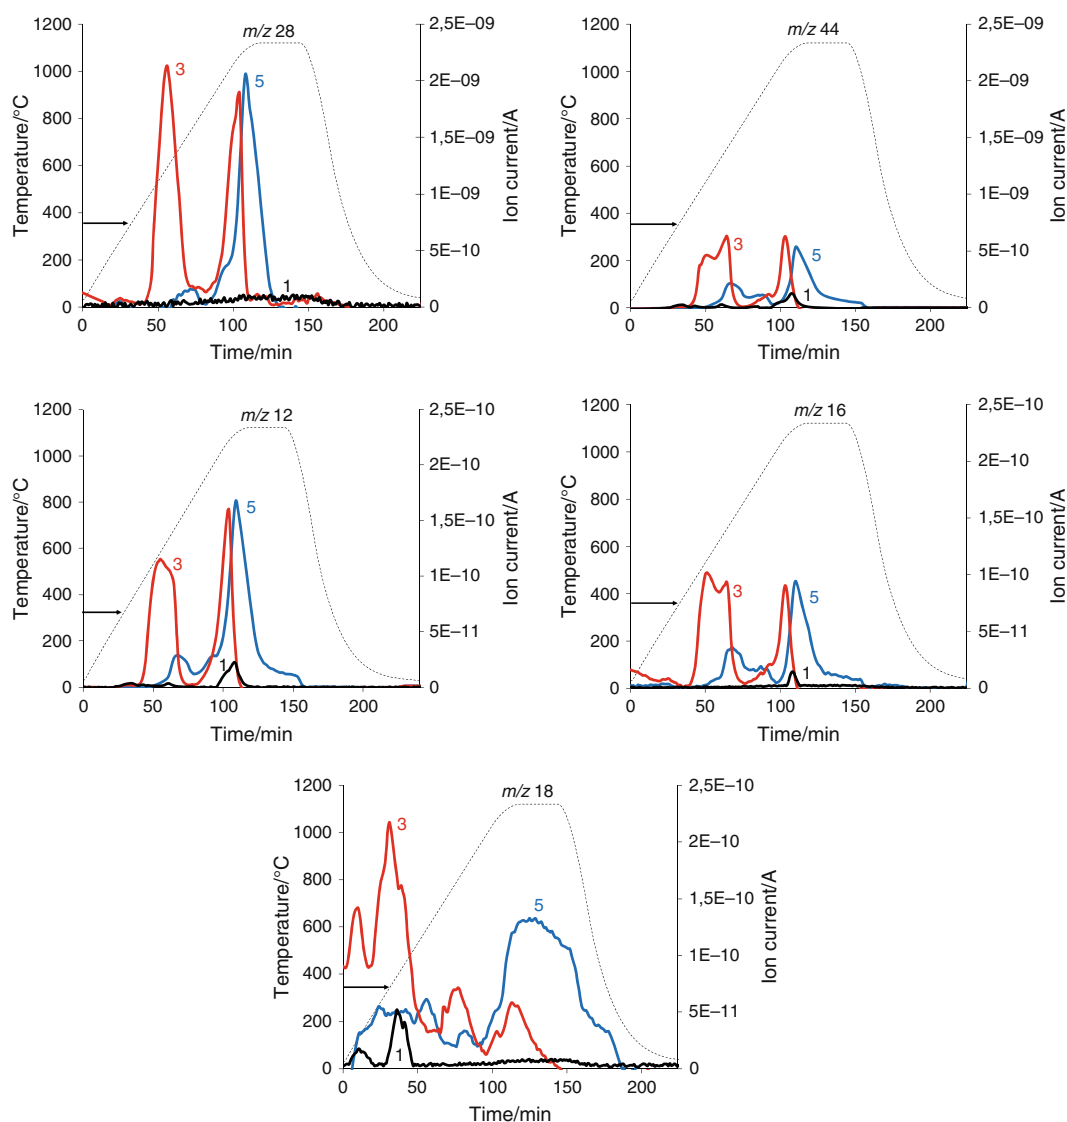 m/z 28
1200
1000
800
600
400
200
0
2,5E–09
2E–09
1,5E–09
1E–09
5E–10
0
0 50 100 150 200
Temperature/°C
Ion current/A
Time/min
3
5
1
m/z 44
1200
1000
800
600
400
200
0
2,5E–09
2E–09
1,5E–09
1E–09
5E–10
0
0 50 100 150 200
Temperature/°C
Ion current/A
Time/min
3
5
1
m/z 12
1200
1000
800
600
400
200
0
2,5E–10
2E–10
1,5E–10
1E–10
5E–11
0
0 50 100 150 200
Temperature/°C
Ion current/A
Time/min
3
5
1
m/z 16
1200
1000
800
600
400
200
0
2,5E–10
2E–10
1,5E–10
1E–10
5E–11
0
0 50 100 150 200
Temperature/°C
Ion current/A
Time/min
3
5
1
m/z 18
1200
1000
800
600
400
200
0
2,5E–10
2E–10
1,5E–10
1E–10
5E–11
0
0 50 100 150 200
Temperature/°C
Ion current/A
Time/min
3
5
1